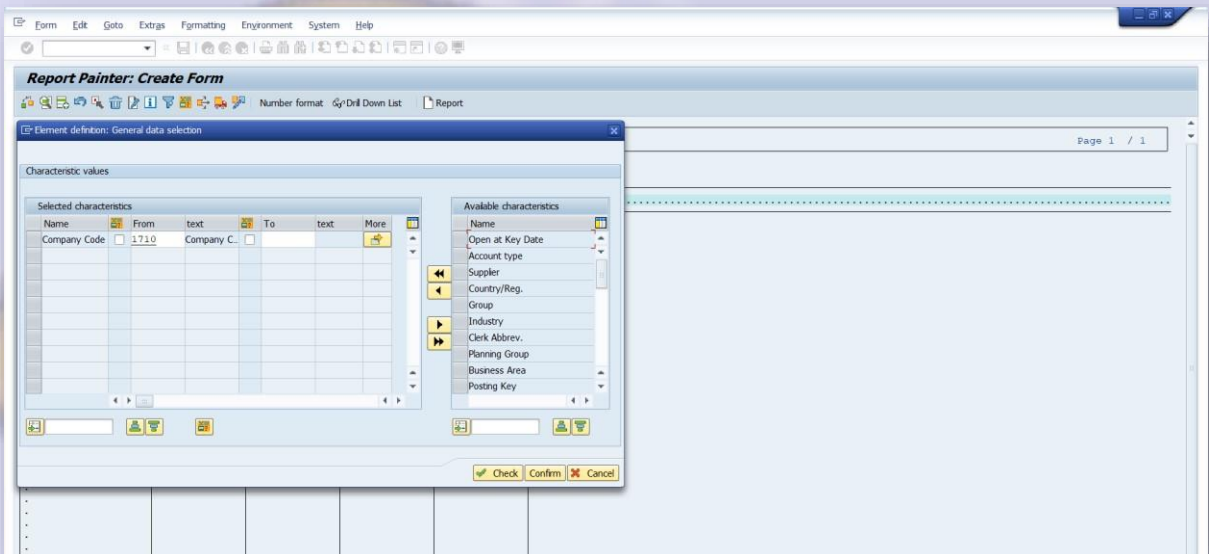 Form Edit Goto Extras Formatting Environment System Help
Report Painter: Create Form
Number format Drill Down List Report
Element definition: General data selection
Page 1 / 1
Characteristic values
Selected characteristics
Name From text To text More
Company Code 1710 Company C..
Available characteristics
Name
Open at Key Date
Account type
Supplier
Country/Reg.
Group
Industry
Clerk Abbrev.
Planning Group
Business Area
Posting Key
Check Confirm Cancel